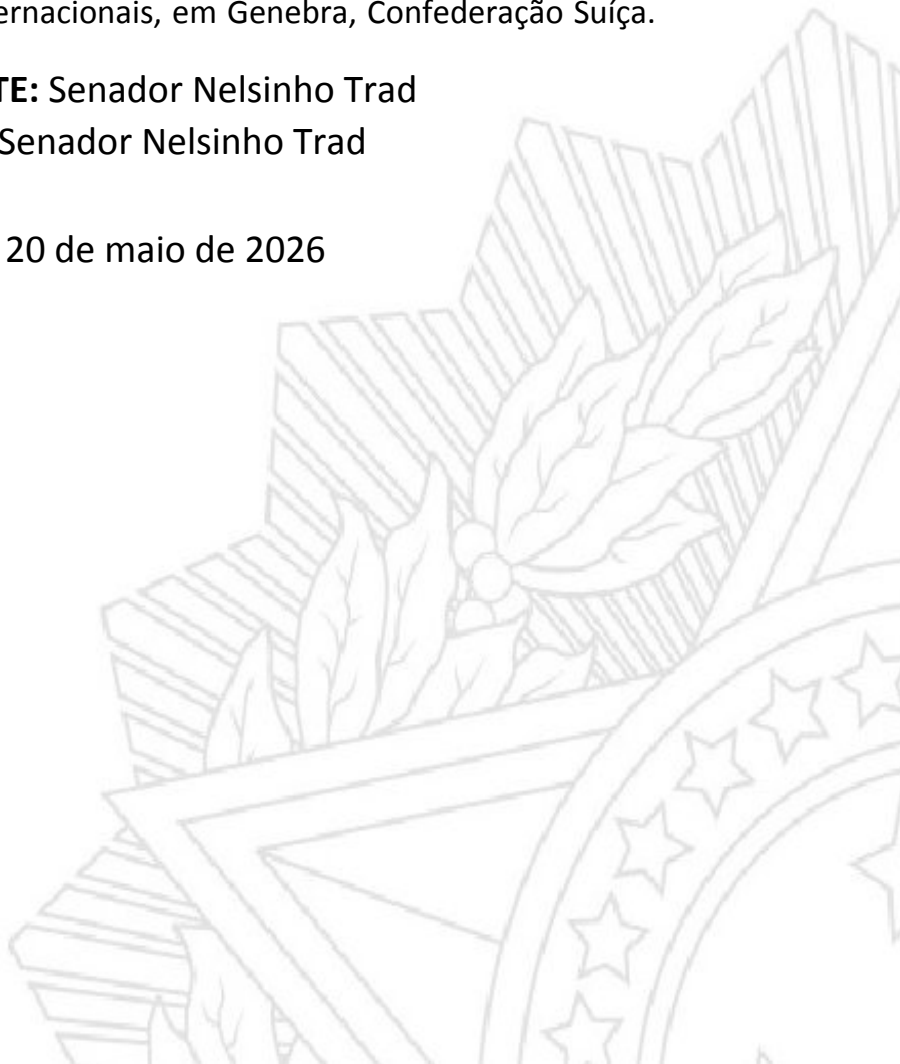 ernacionais, em Genebra, Confederação Suíça.
TE: Senador Nelsinho Trad
Senador Nelsinho Trad
20 de maio de 2026